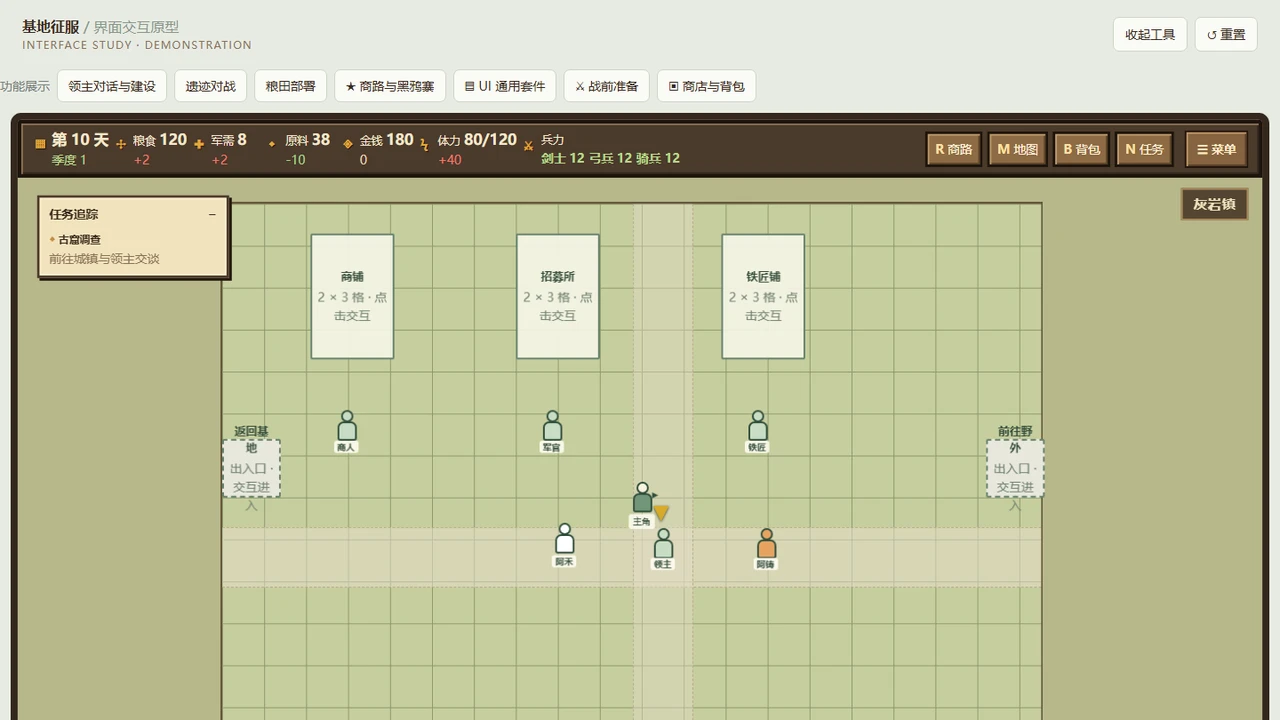 基地征服 / 界面交互原型
INTERFACE STUDY · DEMONSTRATION
收起工具
↺ 重置
功能展示
领主对话与建设
遗迹对战
粮田部署
★ 商路与黑鸦寨
▤ UI 通用套件
⚔ 战前准备
▣ 商店与背包
第 10 天
季度 1
粮食 120
+2
军需 8
+2
原料 38
-10
金钱 180
0
体力 80/120
+40
兵力
剑士 12 弓兵 12 骑兵 12
R 商路
M 地图
B 背包
N 任务
☰ 菜单
任务追踪
–
古窟调查
前往城镇与领主交谈
灰岩镇
商铺
2 × 3 格 · 点
击交互
招募所
2 × 3 格 · 点
击交互
铁匠铺
2 × 3 格 · 点
击交互
商人
军官
铁匠
返回基
地
出入口 ·
交互进
入
前往野
外
出入口 ·
交互进
入
主角
阿禾
领主
阿铸